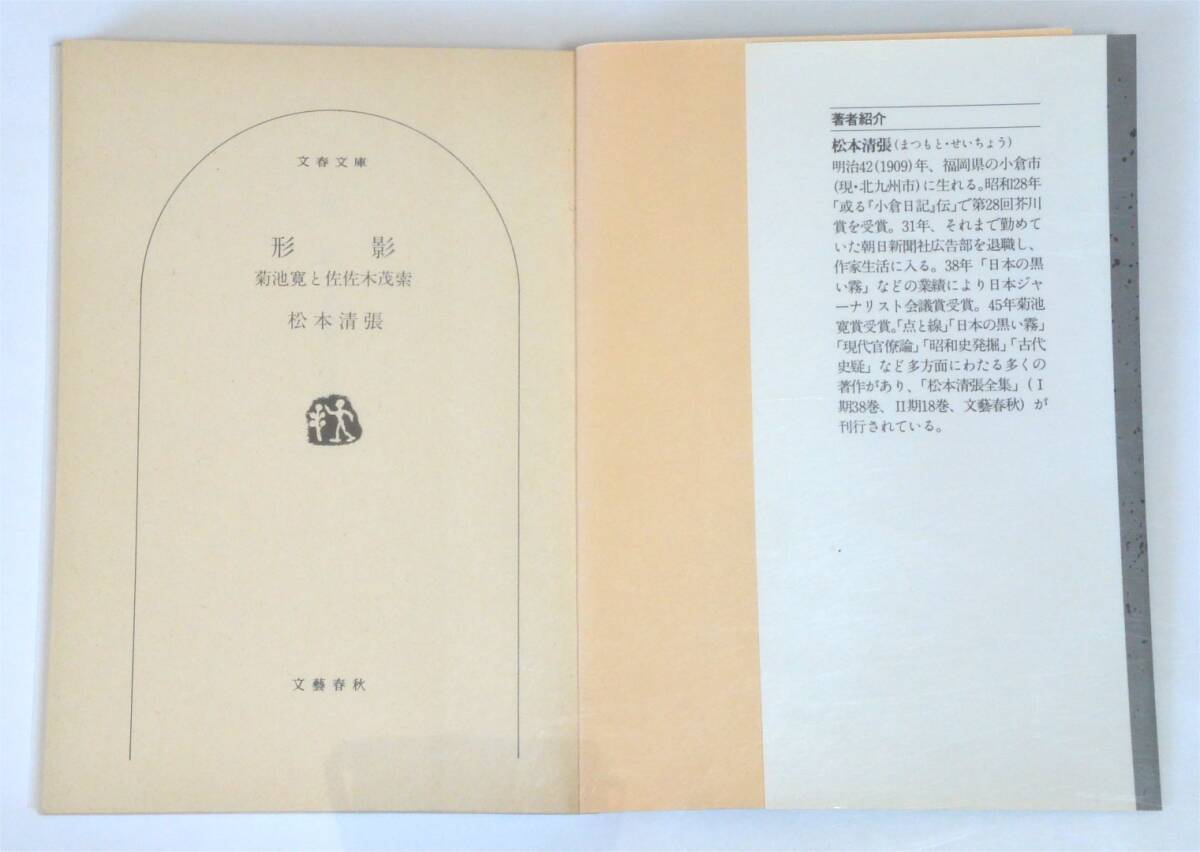 文春文庫
形影
菊池寛と佐佐木茂索
松本清張
文藝春秋
著者紹介
松本清張(まつもと・せいちょう)
明治42(1909)年、福岡県の小倉市
(現・北九州市)に生れる。昭和28年
「或る『小倉日記』伝」で第28回芥川
賞を受賞。31年、それまで勤めて
いた朝日新聞社広告部を退職し、
作家生活に入る。38年「日本の黒
い霧」などの業績により日本ジャ
ーナリスト会議賞受賞。45年菊池
寛賞受賞。「点と線」「日本の黒い霧」
「現代官僚論」「昭和史発掘」「古代
史疑」など多方面にわたる多くの
著作があり、「松本清張全集」(I
期38巻、II期18巻、文藝春秋)が
刊行されている。